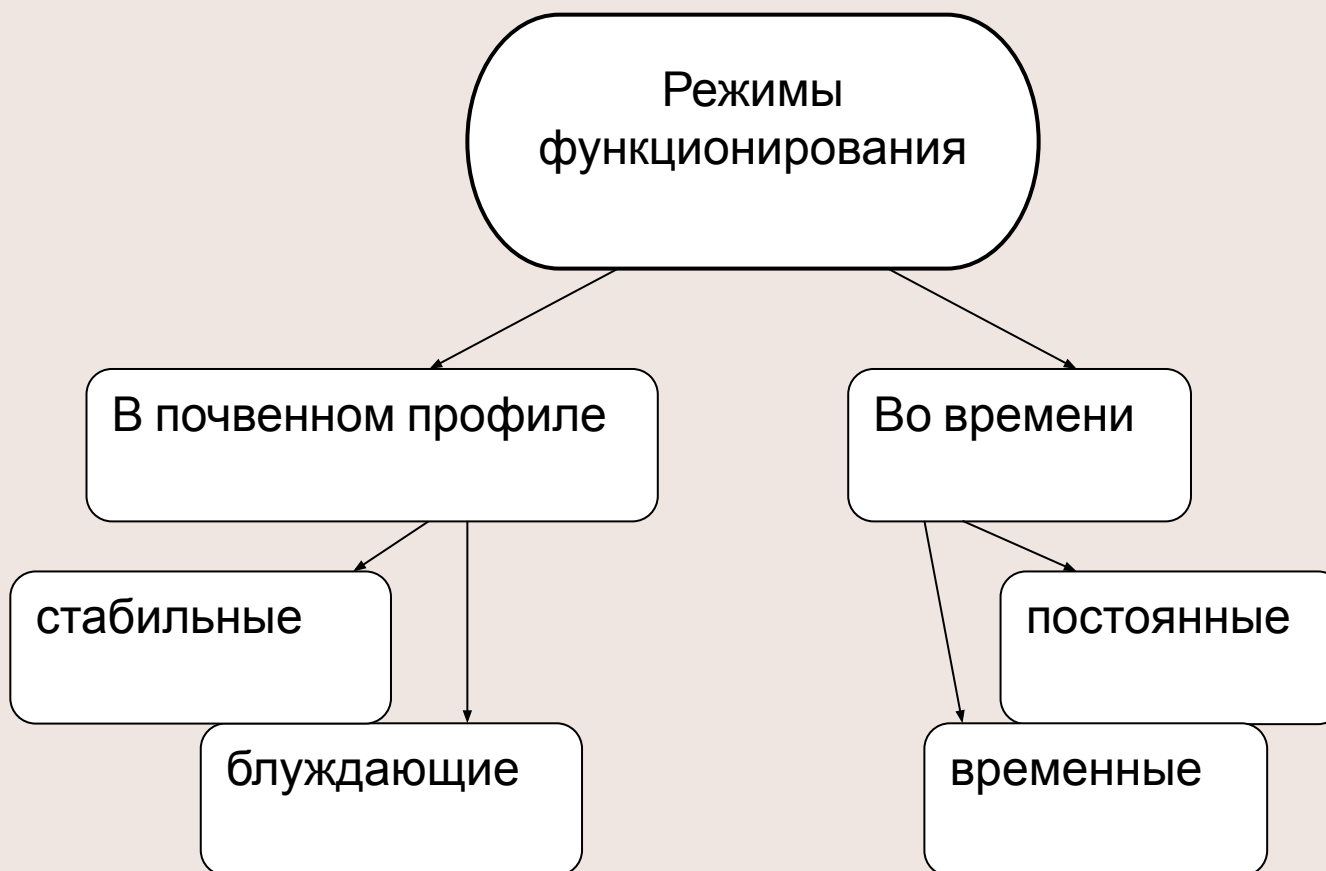 Режимы
функционирования
В почвенном профиле
Во времени
стабильные
постоянные
блуждающие
временные